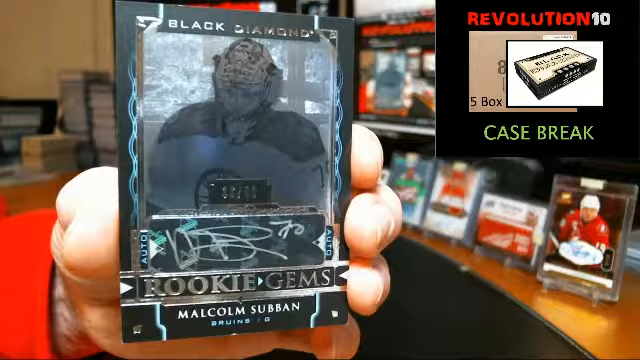 BLACK DIAMOND
AUTO
AUTO
ROOKIE GEMS
MALCOLM SUBBAN
BRUINS / G
REVOLUTION10
5 Box
CASE BREAK